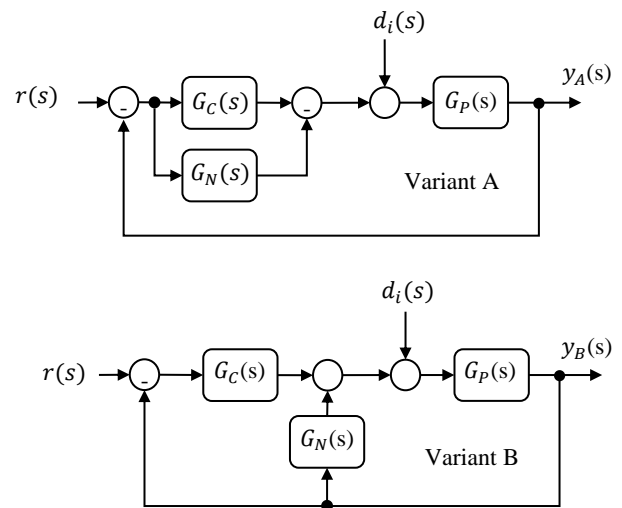 d_i(s)
r(s)
-
G_C(s)
-
G_P(s)
y_A(s)
G_N(s)
Variant A
d_i(s)
r(s)
-
G_C(s)
G_P(s)
y_B(s)
G_N(s)
Variant B